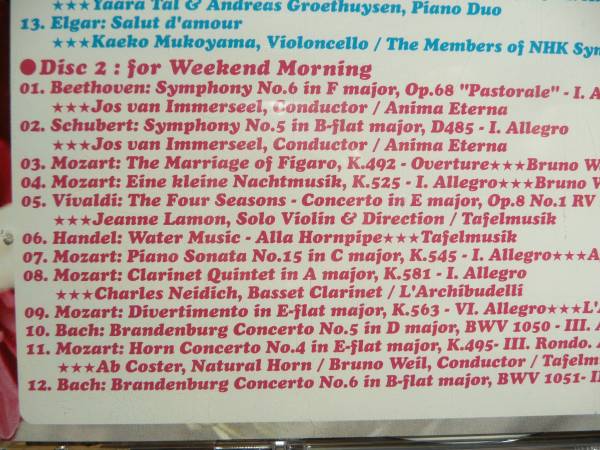 ★★★Yaara Tal & Andreas Groethuysen, Piano Duo
13. Elgar: Salut d'amour
★★★Kaeko Mukoyama, Violoncello / The Members of NHK Sym
●Disc 2 : for Weekend Morning
01. Beethoven: Symphony No.6 in F major, Op.68 "Pastorale" - I. A
★★★Jos van Immerseel, Conductor / Anima Eterna
02. Schubert: Symphony No.5 in B-flat major, D485 - I. Allegro
★★★Jos van Immerseel, Conductor / Anima Eterna
03. Mozart: The Marriage of Figaro, K.492 - Overture★★★Bruno W
04. Mozart: Eine kleine Nachtmusik, K.525 - I. Allegro★★★Bruno W
05. Vivaldi: The Four Seasons - Concerto in E major, Op.8 No.1 RV
★★★Jeanne Lamon, Solo Violin & Direction / Tafelmusik
06. Handel: Water Music - Alla Hornpipe★★★Tafelmusik
07. Mozart: Piano Sonata No.15 in C major, K.545 - I. Allegro★★★A
08. Mozart: Clarinet Quintet in A major, K.581 - I. Allegro
★★★Charles Neidich, Basset Clarinet / L'Archibudelli
09. Mozart: Divertimento in E-flat major, K.563 - VI. Allegro★★★L'A
10. Bach: Brandenburg Concerto No.5 in D major, BWV 1050 - III. A
11. Mozart: Horn Concerto No.4 in E-flat major, K.495- III. Rondo. A
★★★Ab Coster, Natural Horn / Bruno Weil, Conductor / Tafelm
12. Bach: Brandenburg Concerto No.6 in B-flat major, BWV 1051- I